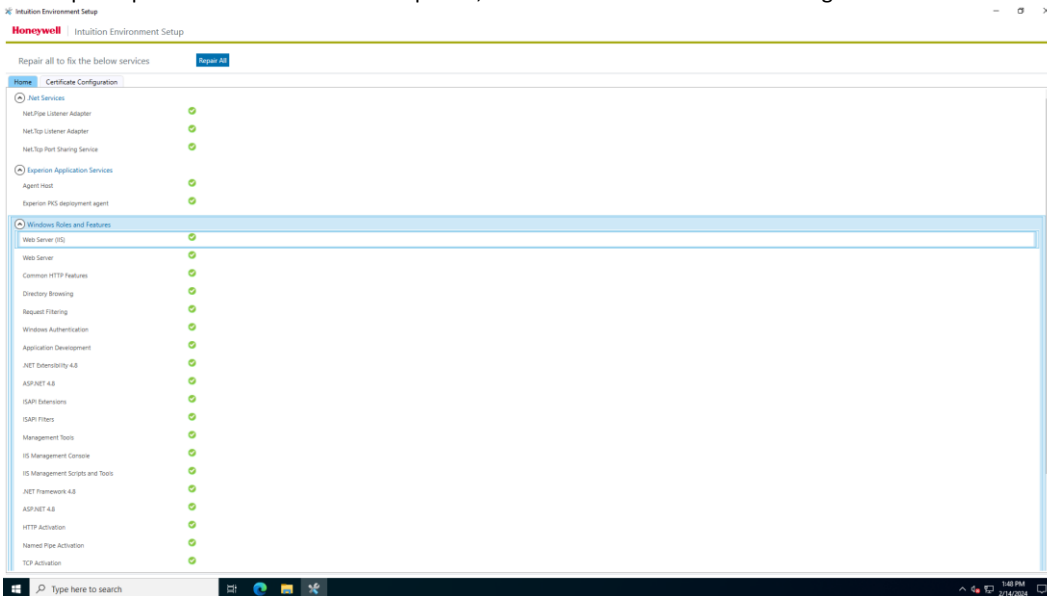 Intuition Environment Setup
Honeywell Intuition Environment Setup
Repair all to fix the below services Repair All
Home Certificate Configuration
.Net Services
Net.Pipe Listener Adapter
Net.Tcp Listener Adapter
Net.Tcp Port Sharing Service
Experion Application Services
Agent Host
Experion PKS deployment agent
Windows Roles and Features
Web Server (IIS)
Web Server
Common HTTP Features
Directory Browsing
Request Filtering
Windows Authentication
Application Development
.NET Extensibility 4.8
ASP.NET 4.8
ISAPI Extensions
ISAPI Filters
Management Tools
IIS Management Console
IIS Management Scripts and Tools
.NET Framework 4.8
ASP.NET 4.8
HTTP Activation
Named Pipe Activation
TCP Activation
Type here to search
1:48 PM
2/14/2024